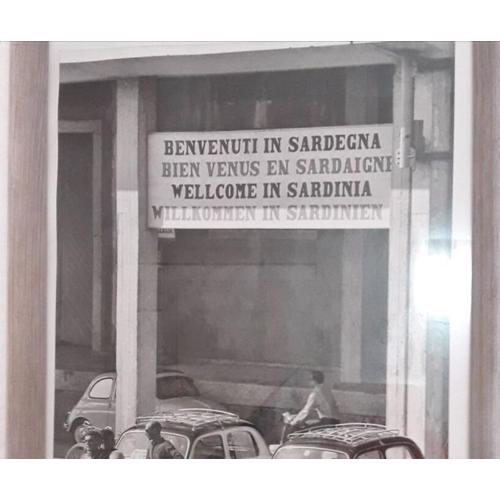 BENVENUTI IN SARDEGNA
BIEN VENUS EN SARDAIGNE
WELLCOME IN SARDINIA
WILLKOMMEN IN SARDINIEN